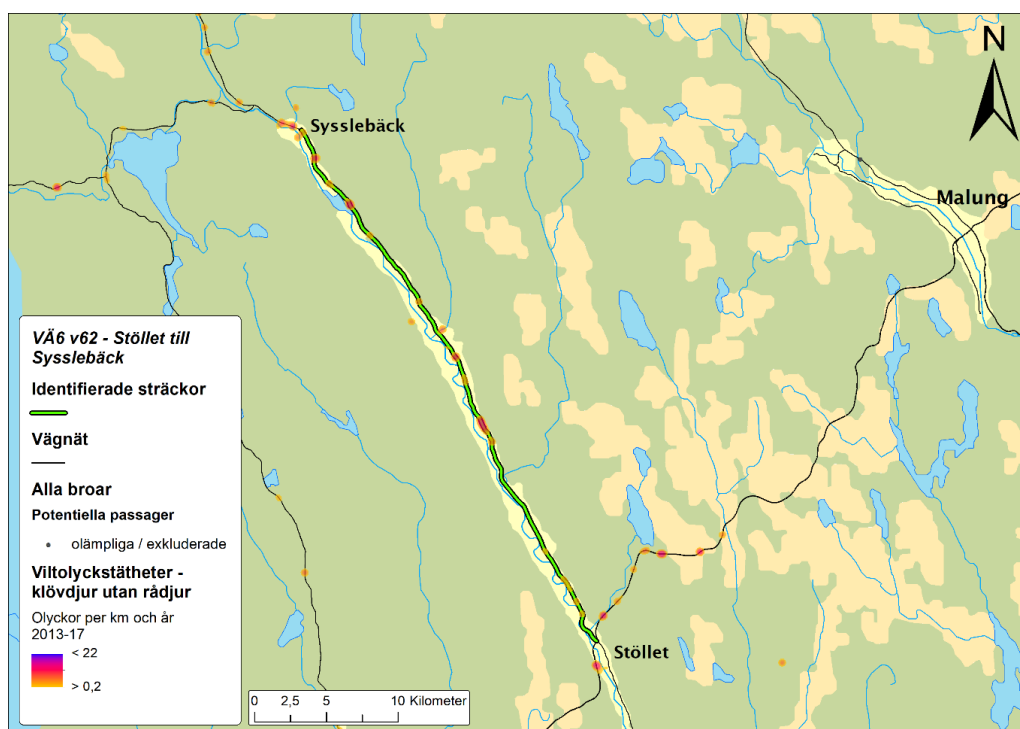 N
Sysslebäck
Malung
VÄ6 v62 - Stöllet till
Sysslebäck
Identifierade sträckor
Vägnät
Alla broar
Potentiella passager
olämpliga / exkluderade
Viltolyckstätheter -
klövdjur utan rådjur
Olyckor per km och år
2013-17
< 22
> 0,2
Stöllet
0 2,5 5 10 Kilometer